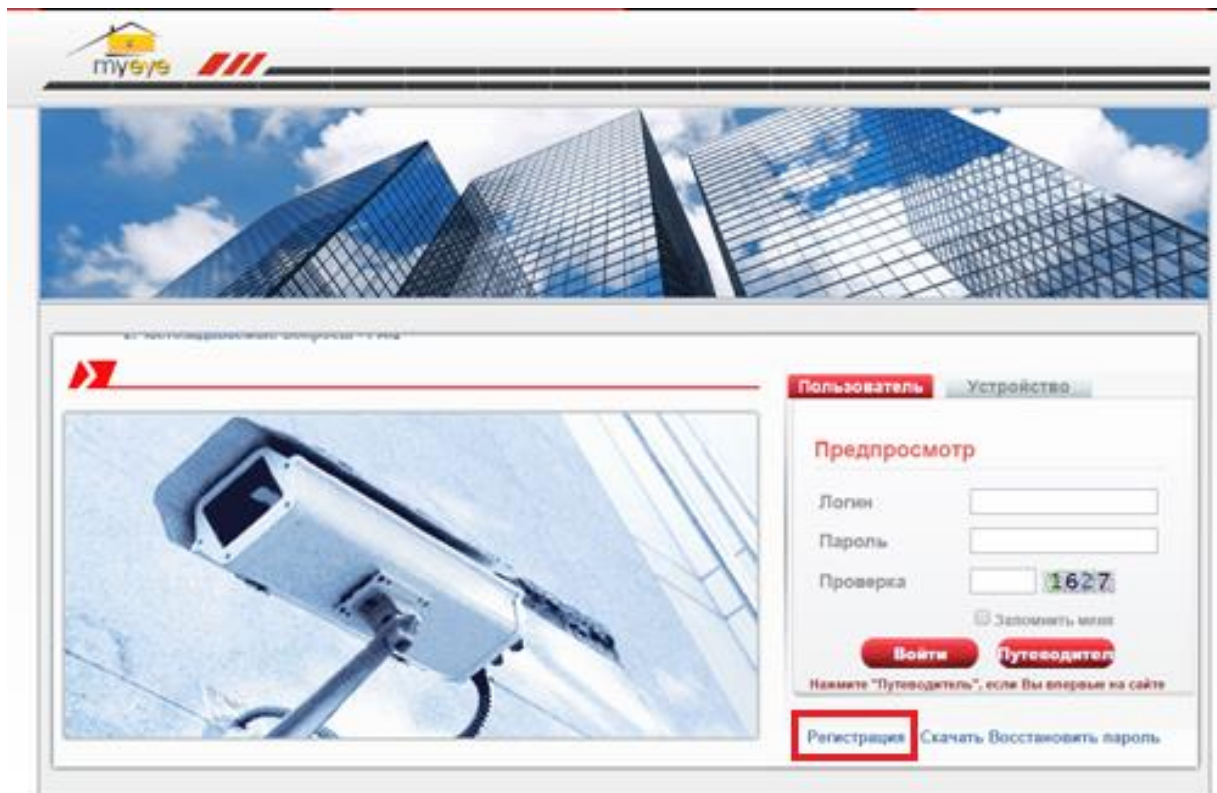 myeye
Пользователь Устройство
Предпросмотр
Логин
Пароль
Проверка 1627
Запомнить меня
Войти Путеводител
Нажмите "Путеводитель", если Вы впервые на сайте
Регистрация Скачать Восстановить пароль